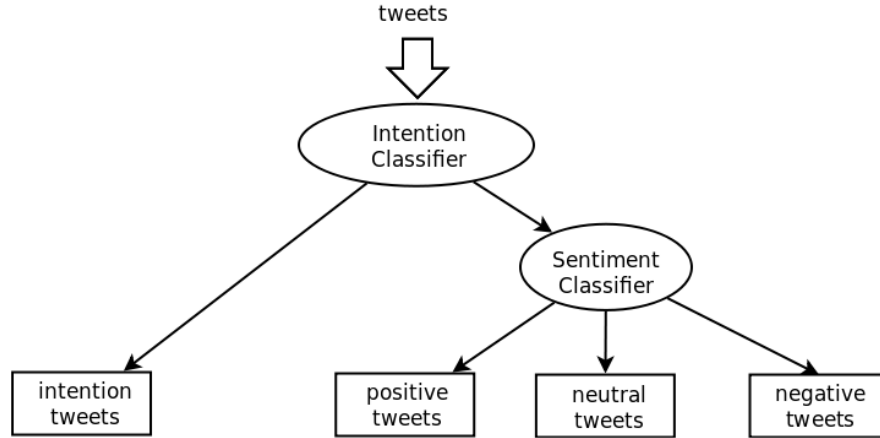 tweets
Intention
Classifier
Sentiment
Classifier
intention
tweets
positive
tweets
neutral
tweets
negative
tweets